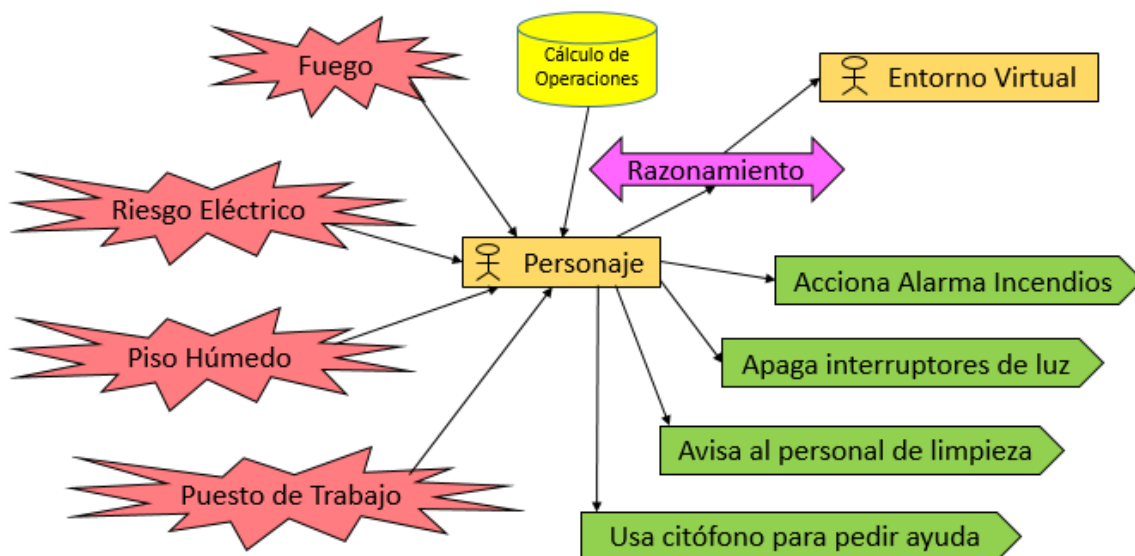 Fuego
Cálculo de
Operaciones
Entorno Virtual
Razonamiento
Riesgo Eléctrico
Personaje
Acciona Alarma Incendios
Piso Húmedo
Apaga interruptores de luz
Avisa al personal de limpieza
Puesto de Trabajo
Usa citófono para pedir ayuda